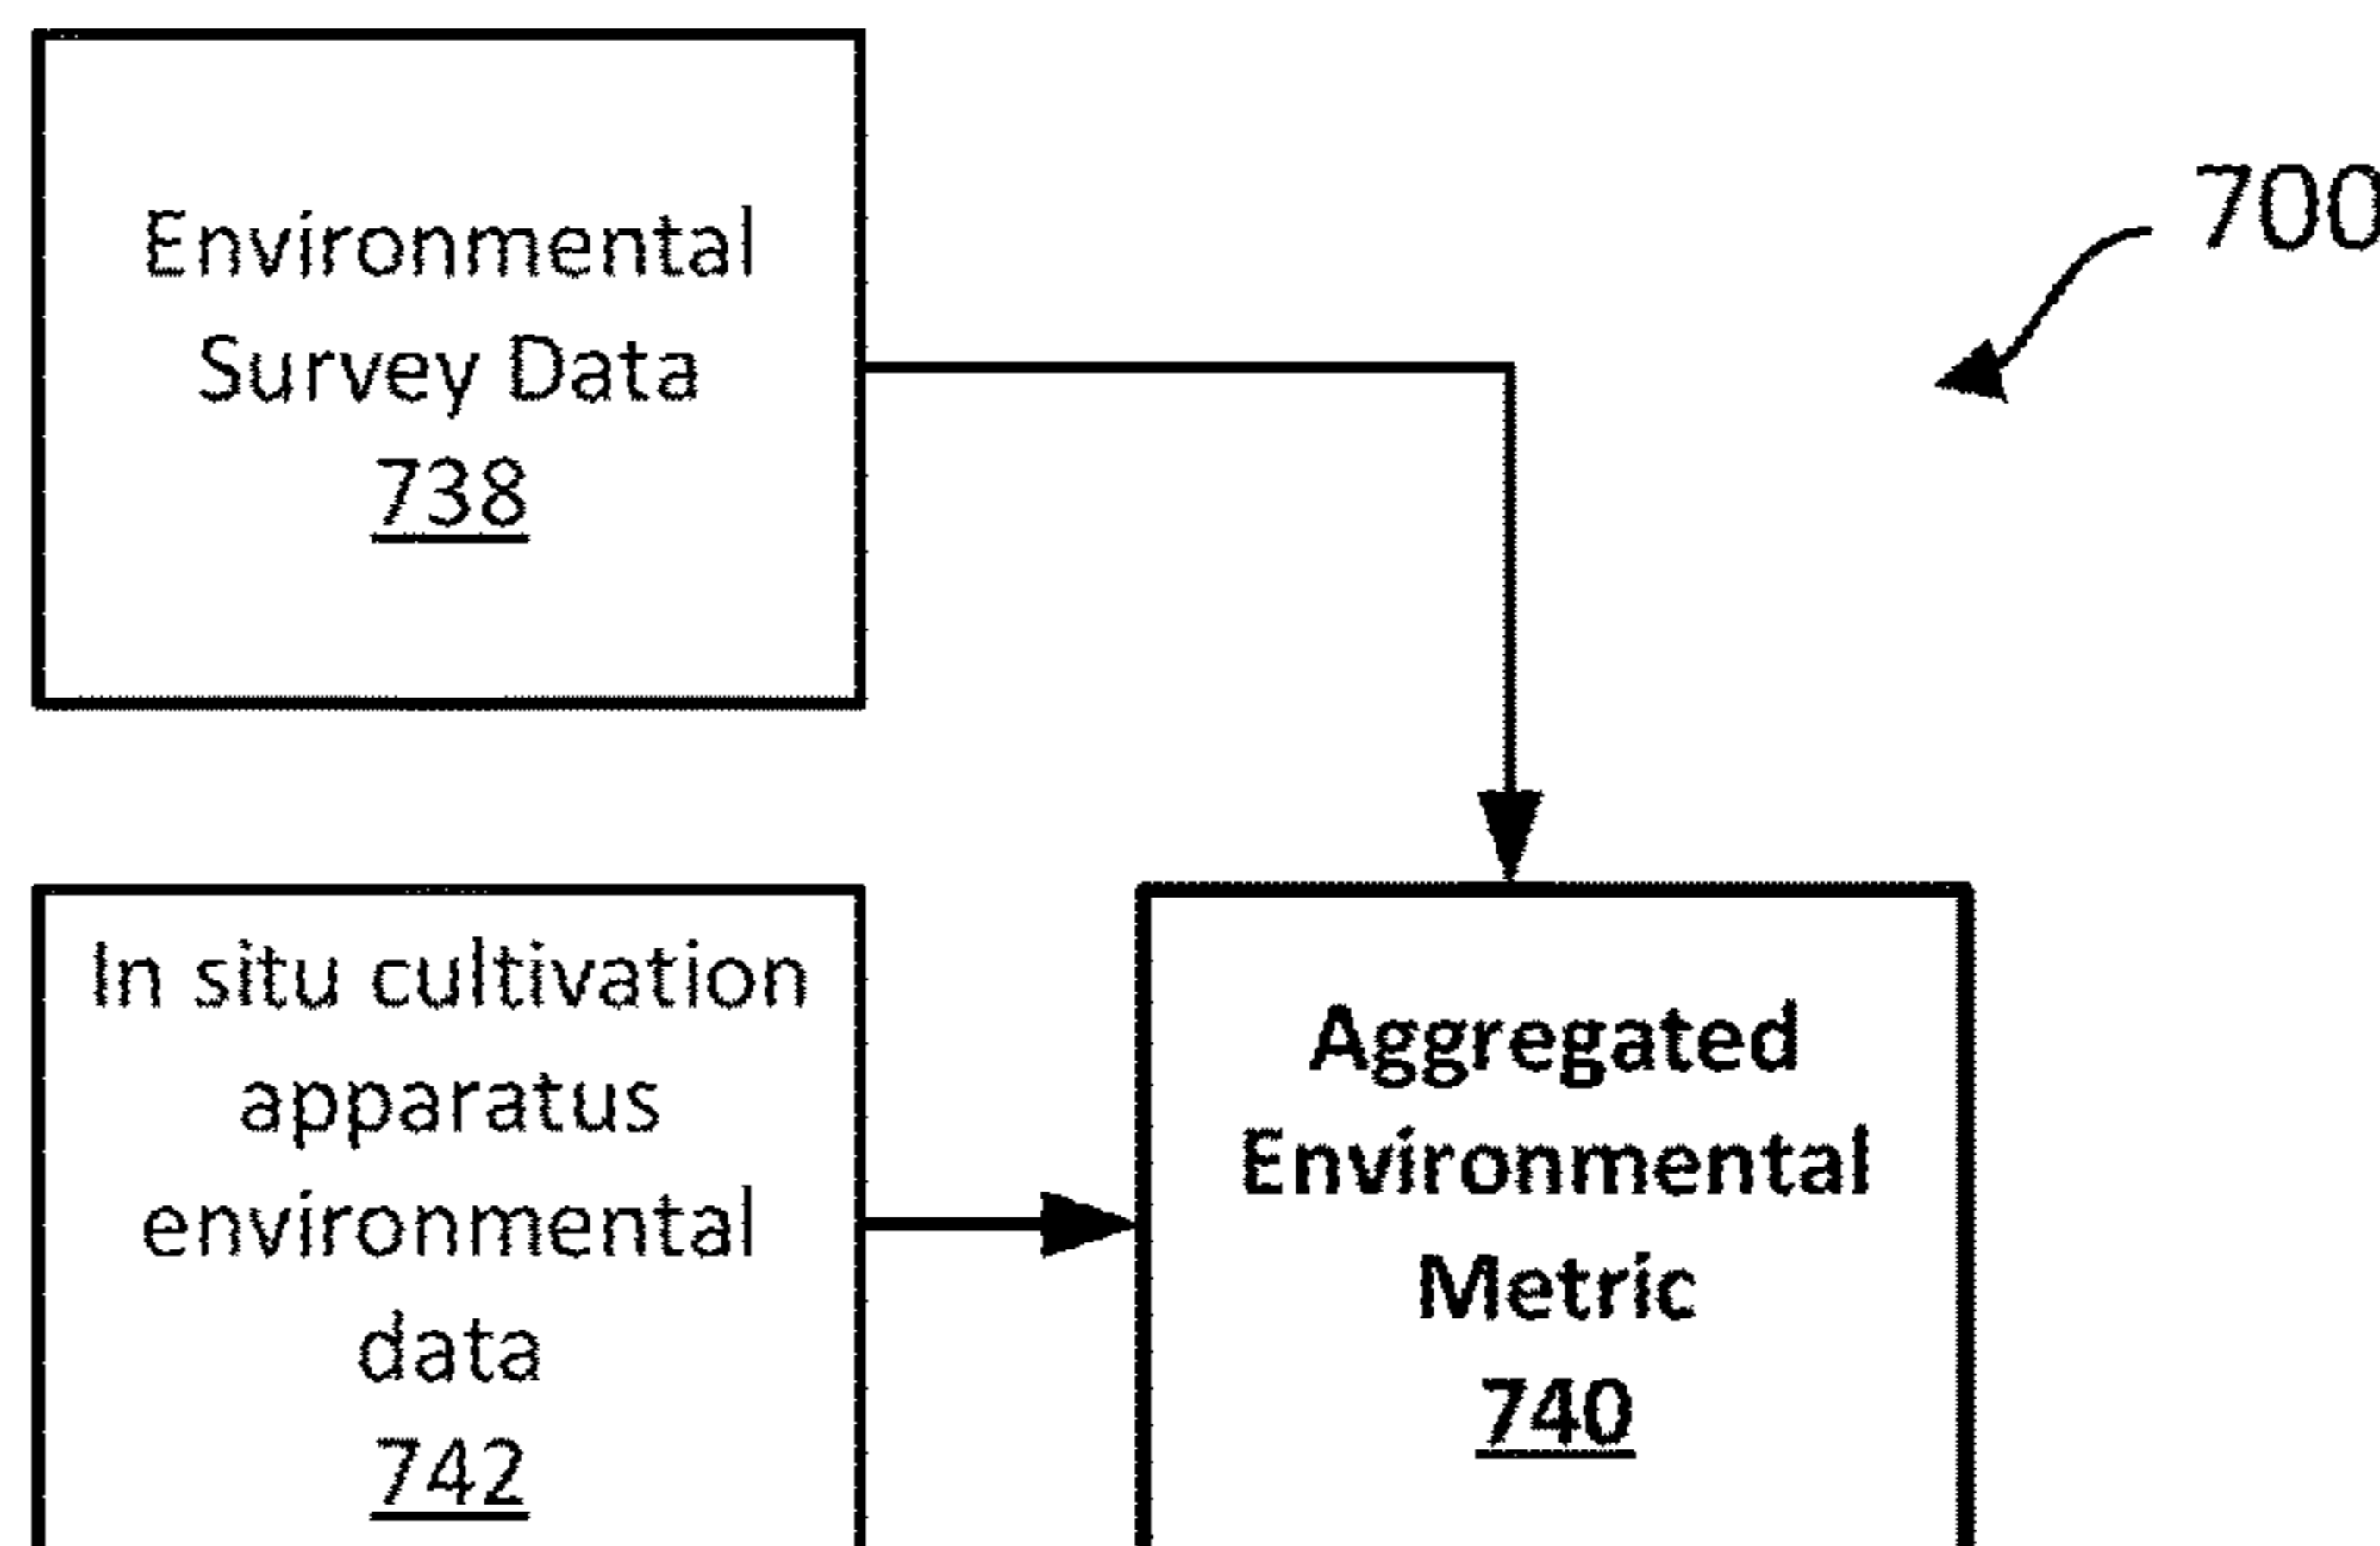 Environmental
Survey Data
738
700
In situ cultivation
apparatus
environmental
data
742
Aggregated
Environmental
Metric
740